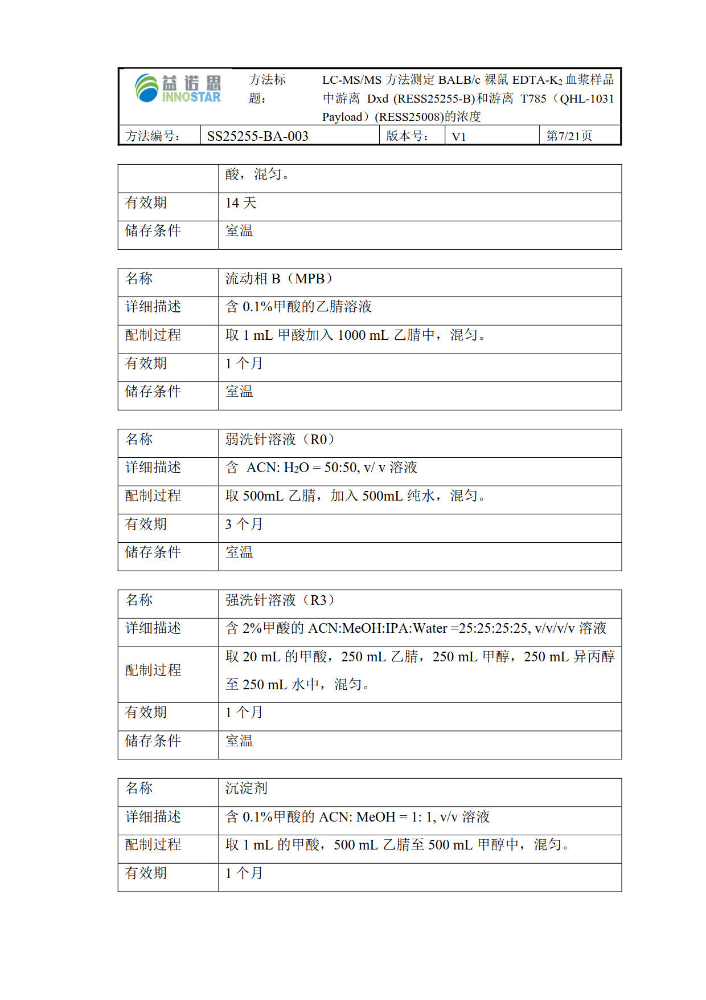 益诺思
INNOSTAR
方法标题：
LC-MS/MS 方法测定 BALB/c 裸鼠 EDTA-K2 血浆样品
中游离 Dxd (RESS25255-B)和游离 T785（QHL-1031
Payload）(RESS25008)的浓度
方法编号： SS25255-BA-003 版本号： V1 第7/21页
酸，混匀。
有效期 14 天
储存条件 室温
名称 流动相 B（MPB）
详细描述 含 0.1%甲酸的乙腈溶液
配制过程 取 1 mL 甲酸加入 1000 mL 乙腈中，混匀。
有效期 1 个月
储存条件 室温
名称 弱洗针溶液（R0）
详细描述 含 ACN: H2O = 50:50, v/ v 溶液
配制过程 取 500mL 乙腈，加入 500mL 纯水，混匀。
有效期 3 个月
储存条件 室温
名称 强洗针溶液（R3）
详细描述 含 2%甲酸的 ACN:MeOH:IPA:Water =25:25:25:25, v/v/v/v 溶液
配制过程 取 20 mL 的甲酸，250 mL 乙腈，250 mL 甲醇，250 mL 异丙醇
至 250 mL 水中，混匀。
有效期 1 个月
储存条件 室温
名称 沉淀剂
详细描述 含 0.1%甲酸的 ACN: MeOH = 1: 1, v/v 溶液
配制过程 取 1 mL 的甲酸，500 mL 乙腈至 500 mL 甲醇中，混匀。
有效期 1 个月